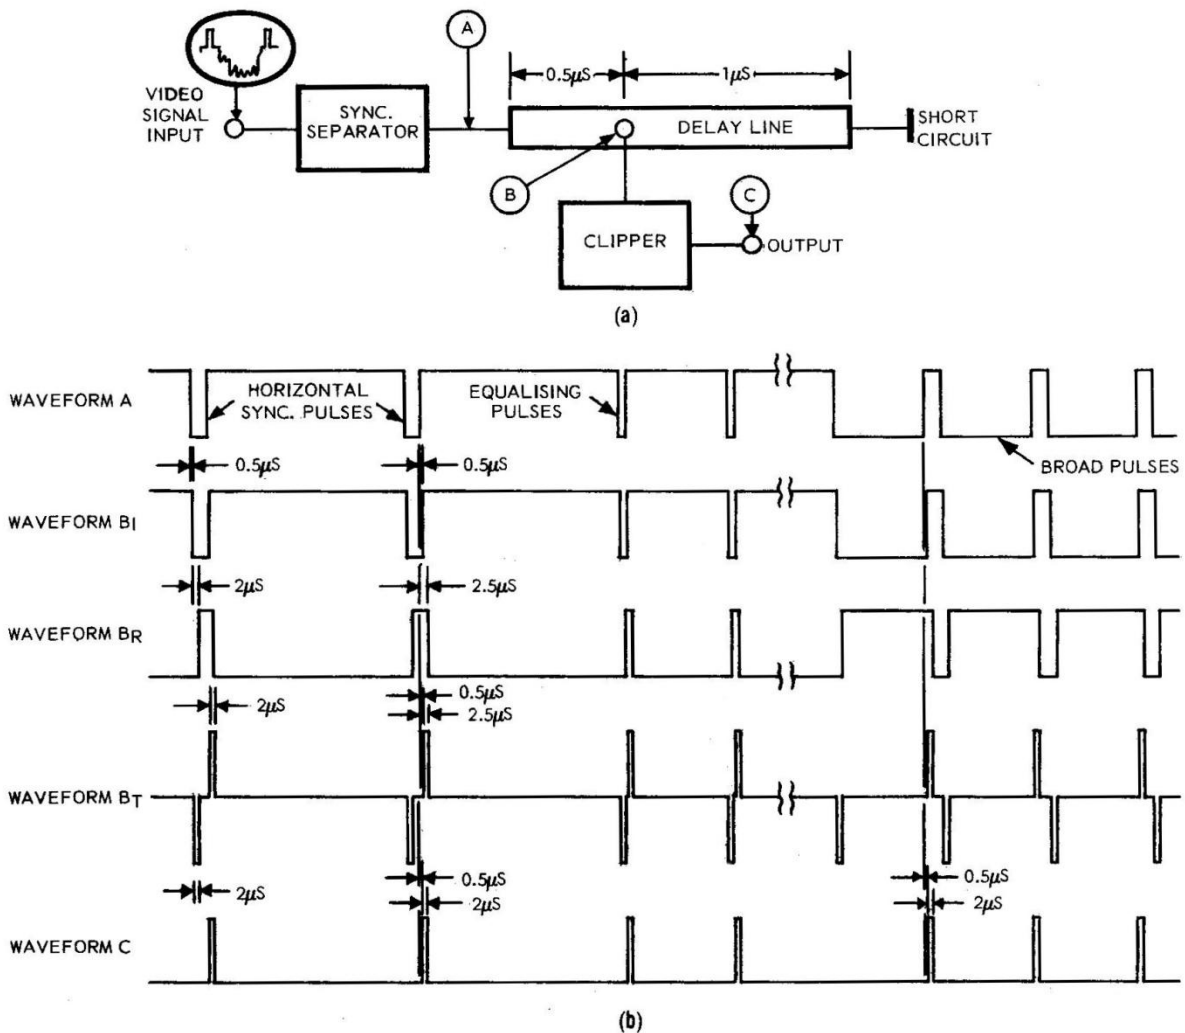 A
0.5μS
1μS
VIDEO
SIGNAL
INPUT
SYNC.
SEPARATOR
DELAY LINE
SHORT
CIRCUIT
B
C
CLIPPER
OUTPUT
(a)
WAVEFORM A
HORIZONTAL
SYNC. PULSES
EQUALISING
PULSES
BROAD PULSES
0.5μS
0.5μS
WAVEFORM BI
2μS
2.5μS
WAVEFORM BR
2μS
0.5μS
2.5μS
WAVEFORM BT
2μS
0.5μS
2μS
0.5μS
2μS
WAVEFORM C
(b)